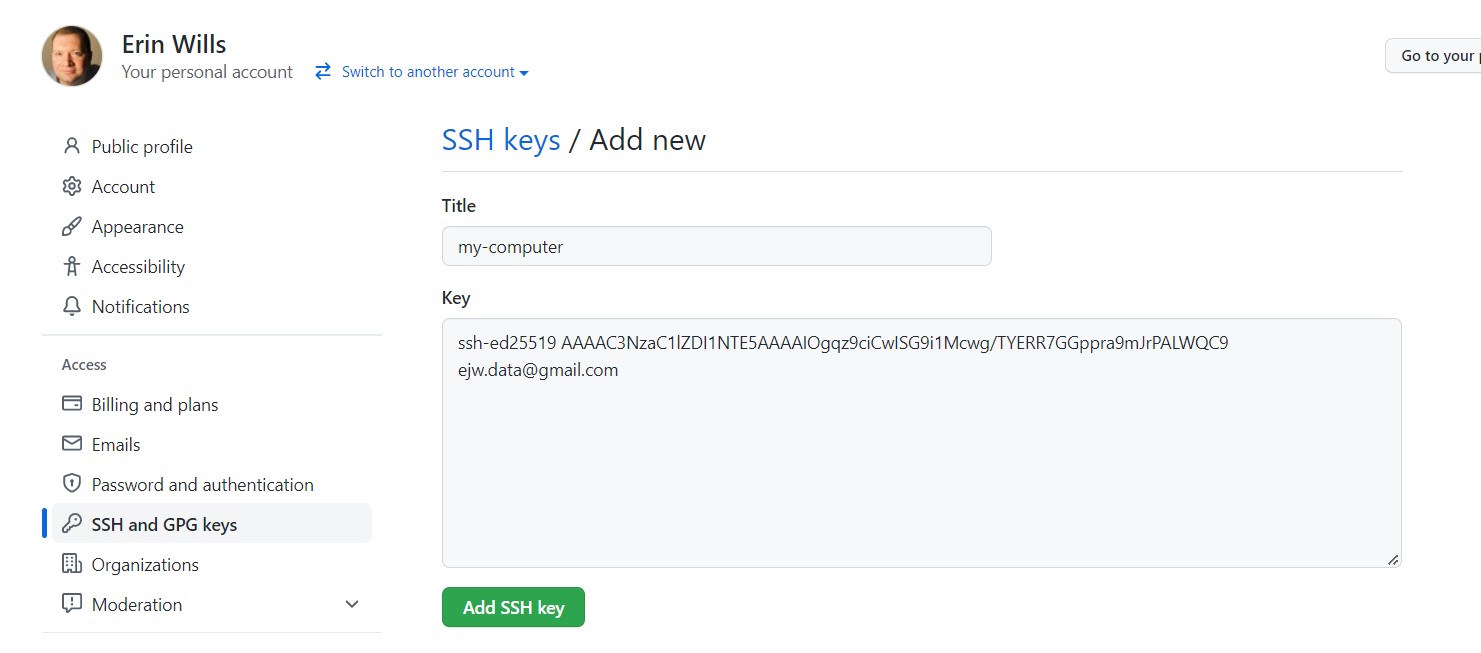 Erin Wills
Your personal account
Switch to another account
Go to your
Public profile
Account
Appearance
Accessibility
Notifications
Access
Billing and plans
Emails
Password and authentication
SSH and GPG keys
Organizations
Moderation
SSH keys / Add new
Title
my-computer
Key
ssh-ed25519 AAAAC3NzaC1lZDI1NTE5AAAAIOgqz9ciCwISG9i1Mcwg/TYERR7GGppra9mJrPALWQC9
ejw.data@gmail.com
Add SSH key